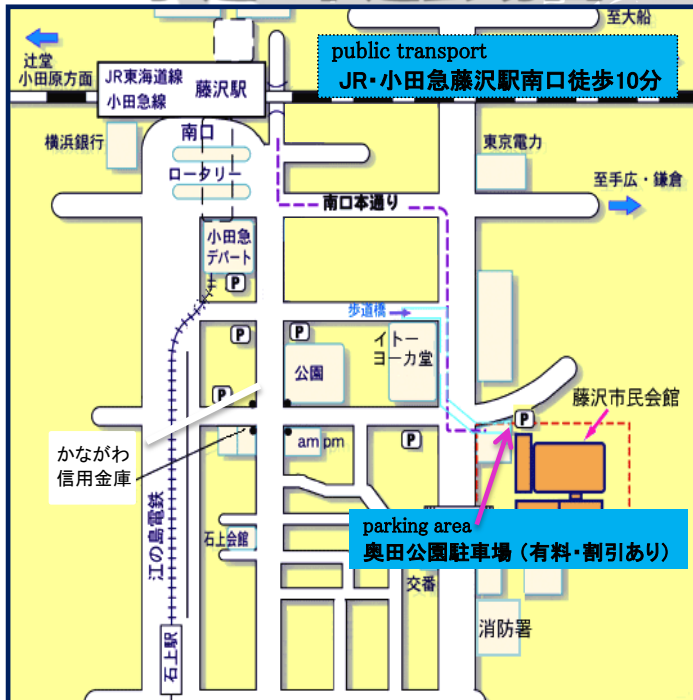 至大船
辻堂
小田原方面
JR東海道線
小田急線
藤沢駅
public transport
JR・小田急藤沢駅南口徒歩10分
横浜銀行
南口
ロータリー
東京電力
至手広・鎌倉
南口本通り
小田急
デパート
P
歩道橋
P
P
イトー
ヨーカ堂
公園
P
藤沢市民会館
P
かながわ
信用金庫
am pm
P
江の島電鉄
石上会館
parking area
奥田公園駐車場 (有料・割引あり)
交番
消防署
石上駅